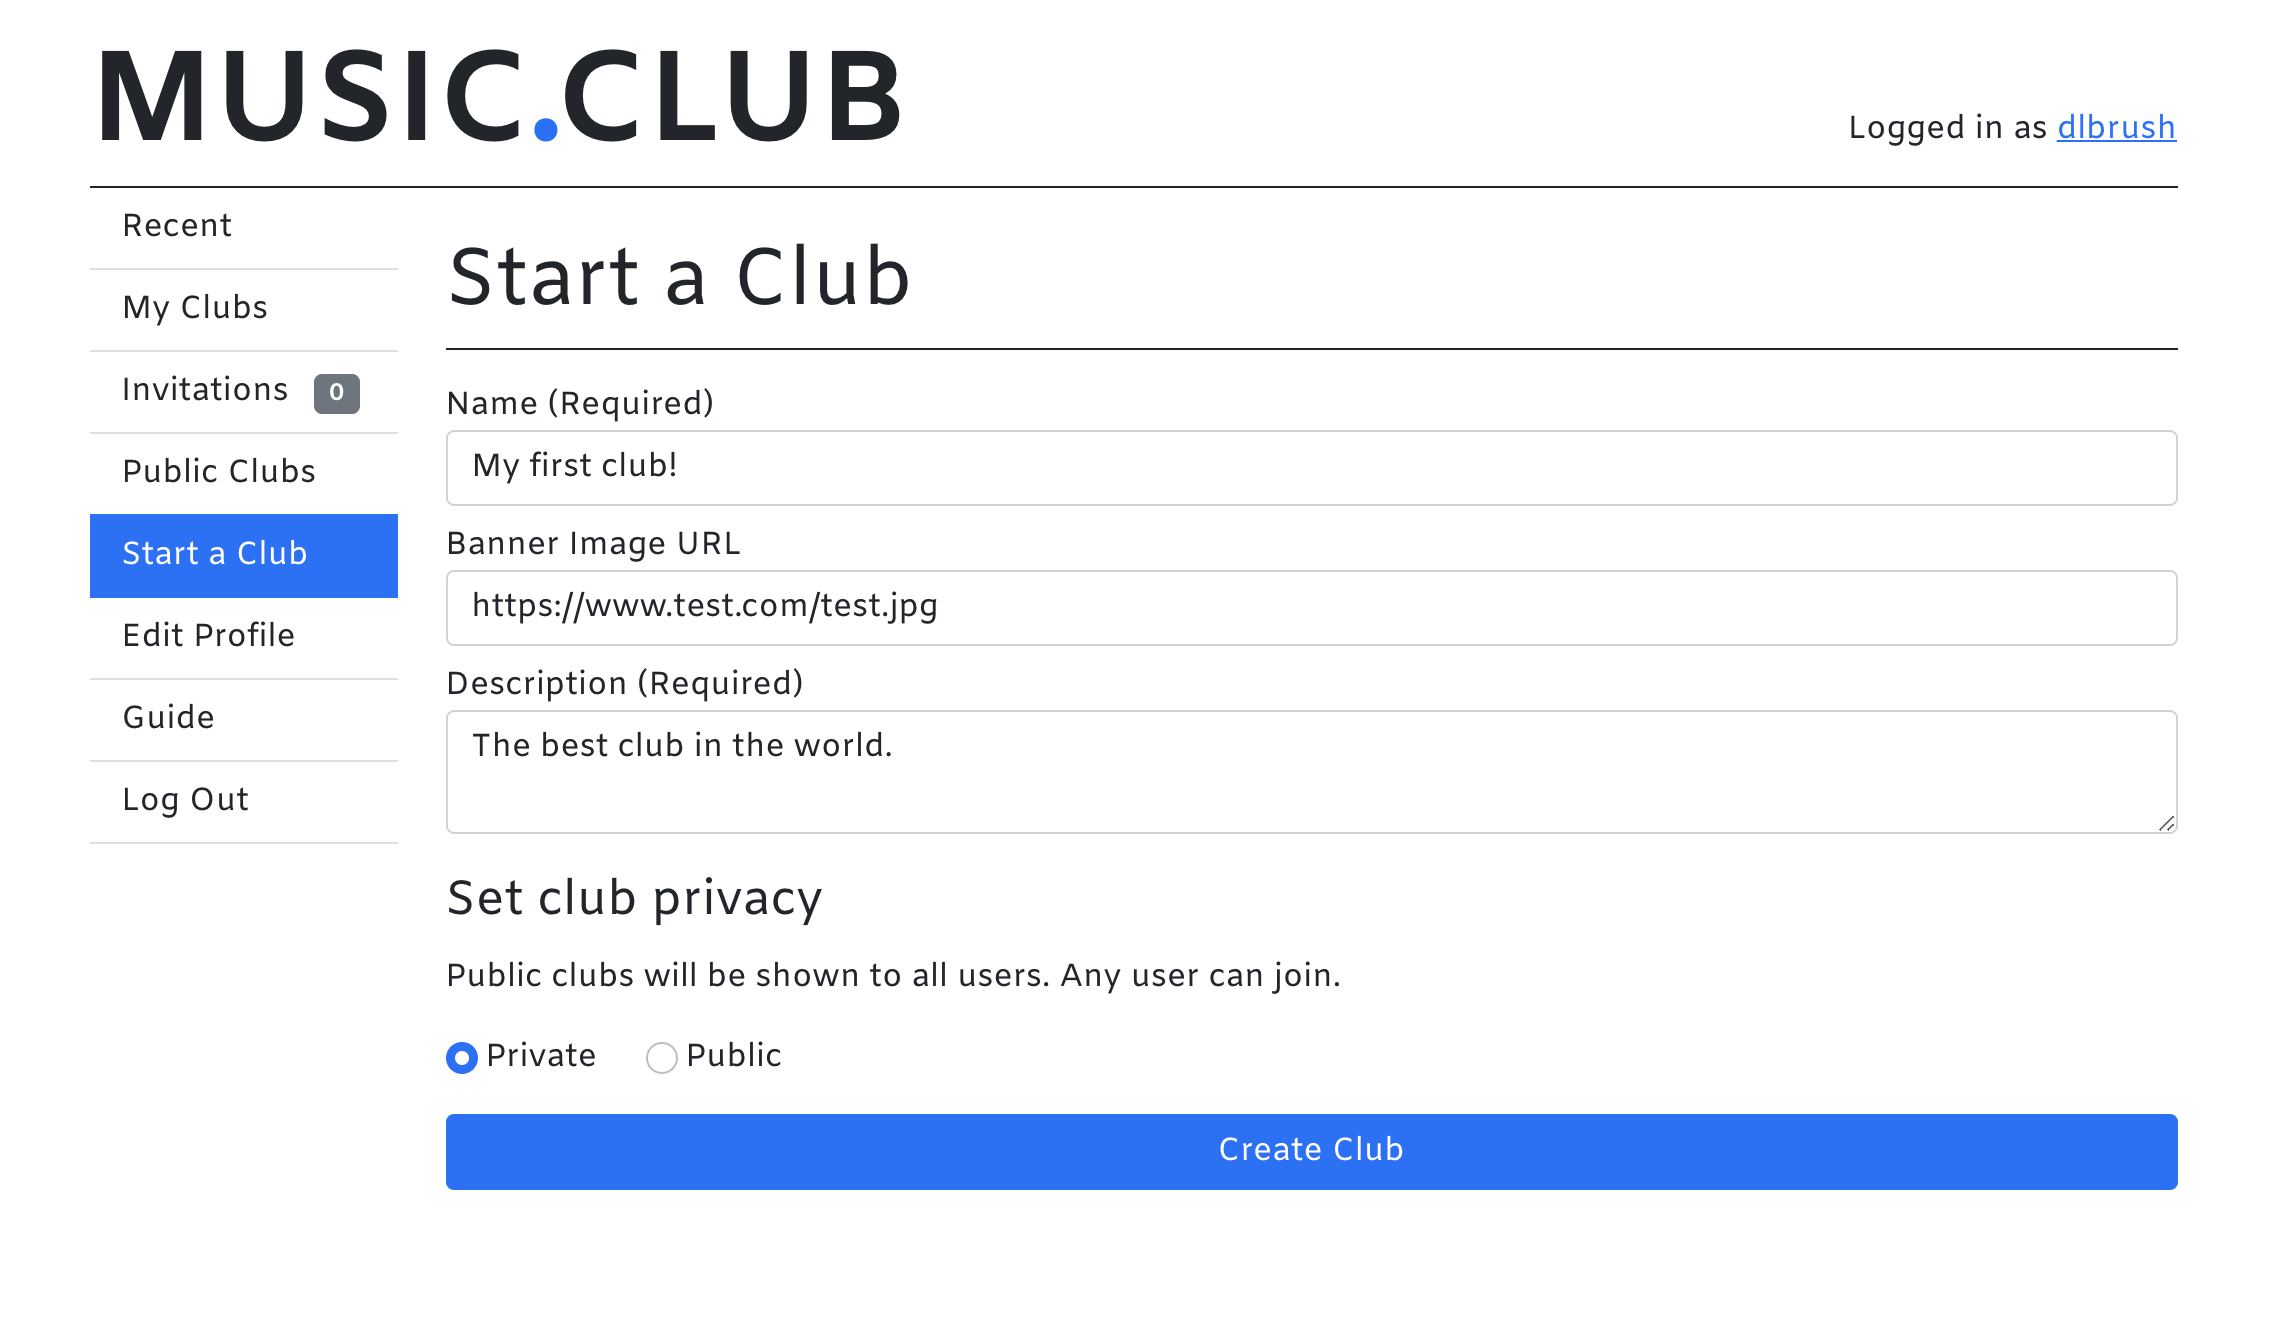 MUSIC.CLUB
Logged in as dlbrush
Recent
My Clubs
Invitations 0
Public Clubs
Start a Club
Edit Profile
Guide
Log Out
Start a Club
Name (Required)
My first club!
Banner Image URL
https://www.test.com/test.jpg
Description (Required)
The best club in the world.
Set club privacy
Public clubs will be shown to all users. Any user can join.
Private Public
Create Club